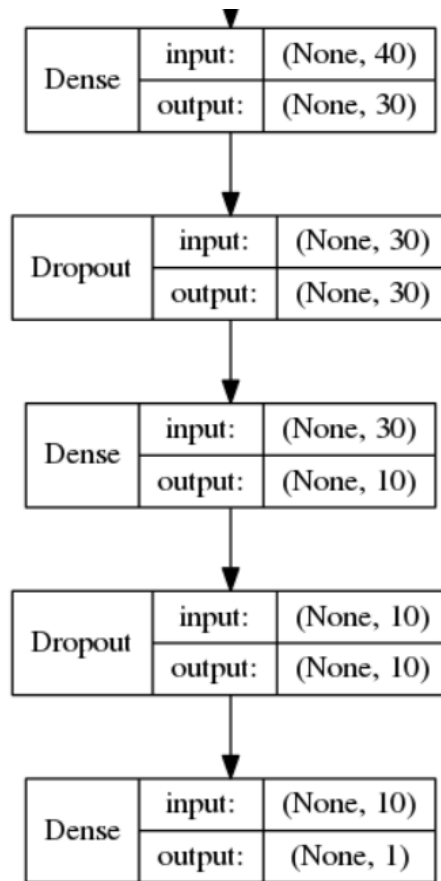 Dense
input:
(None, 40)
output:
(None, 30)
Dropout
input:
(None, 30)
output:
(None, 30)
Dense
input:
(None, 30)
output:
(None, 10)
Dropout
input:
(None, 10)
output:
(None, 10)
Dense
input:
(None, 10)
output:
(None, 1)